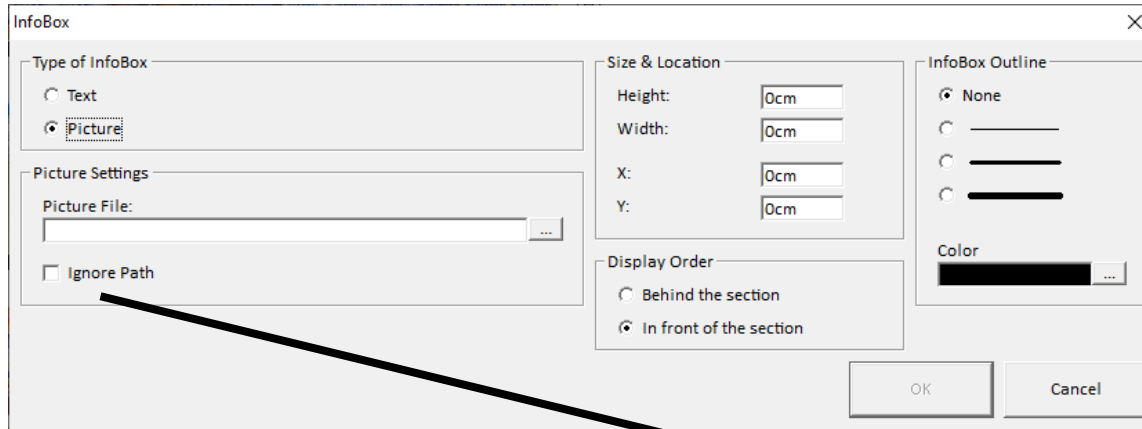 InfoBox
Type of InfoBox
Text
Picture
Picture Settings
Picture File:
...
Ignore Path
Size & Location
Height: 0cm
Width: 0cm
X: 0cm
Y: 0cm
Display Order
Behind the section
In front of the section
InfoBox Outline
None
Color
...
OK
Cancel